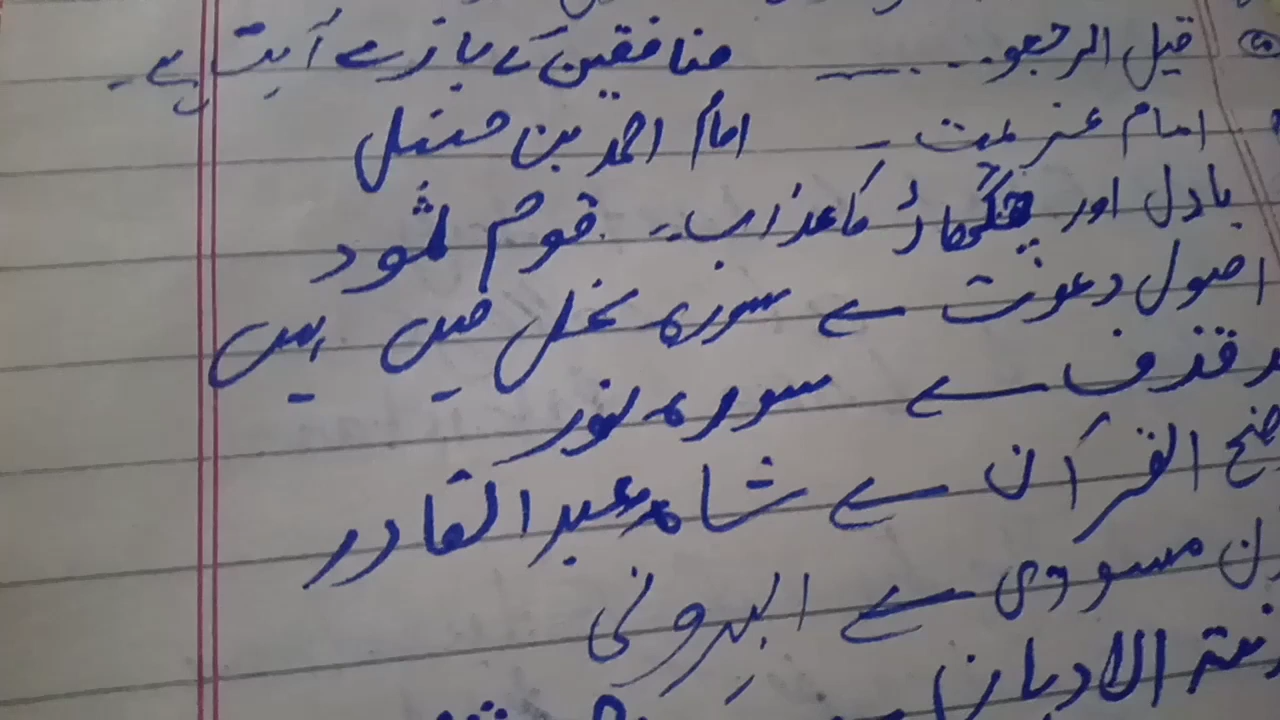 قیل الرجعو.... منافقین کے بارے آیت ہے۔
امام عزیمت ۔ امام احمد بن حنبل
بادل اور چنگھاڑ کا عذاب ۔۔ قوم ثمود
اصول دعوت سے سورہ نحل میں ہیں
قذف سے سورہ نور
ضح القرآن سے شاہ عبدالقادر
ن مسعودی سے البیرونی
الادیان